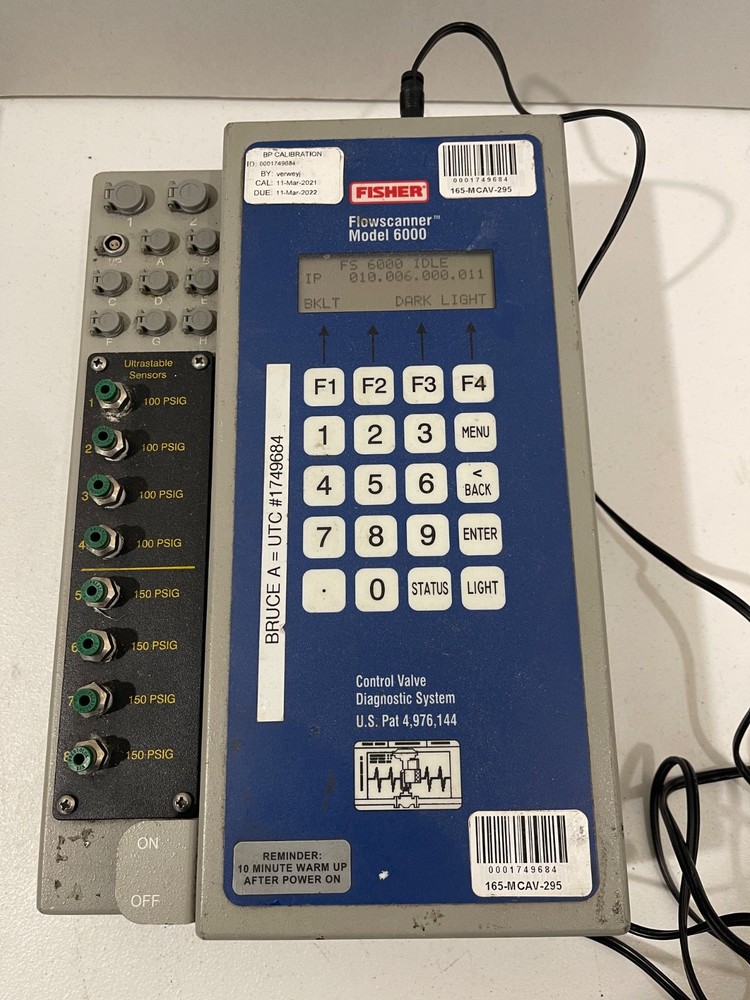 BP CALIBRATION
ID: 0001749684
BY: verweyj
CAL: 11-Mar-2021
DUE: 11-Mar-2022
FISHER®
0001749684
165-MCAV-295
Flowscanner™
Model 6000
FS 6000 IDLE
IP 010.006.000.011
BKLT DARK LIGHT
1 2
A B
C D E
F G H
Ultrastable
Sensors
1 100 PSIG
2 100 PSIG
3 100 PSIG
4 100 PSIG
5 150 PSIG
6 150 PSIG
7 150 PSIG
8 150 PSIG
ON
OFF
BRUCE A = UTC #1749684
F1 F2 F3 F4
1 2 3 MENU
4 5 6 < BACK
7 8 9 ENTER
. 0 STATUS LIGHT
Control Valve
Diagnostic System
U.S. Pat 4,976,144
REMINDER:
10 MINUTE WARM UP
AFTER POWER ON
0001749684
165-MCAV-295